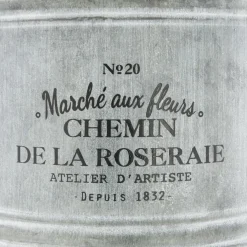 №20
Marché aux fleurs
CHEMIN
DE LA ROSERAIE
ATELIER D'ARTISTE
-DEPUIS 1832-